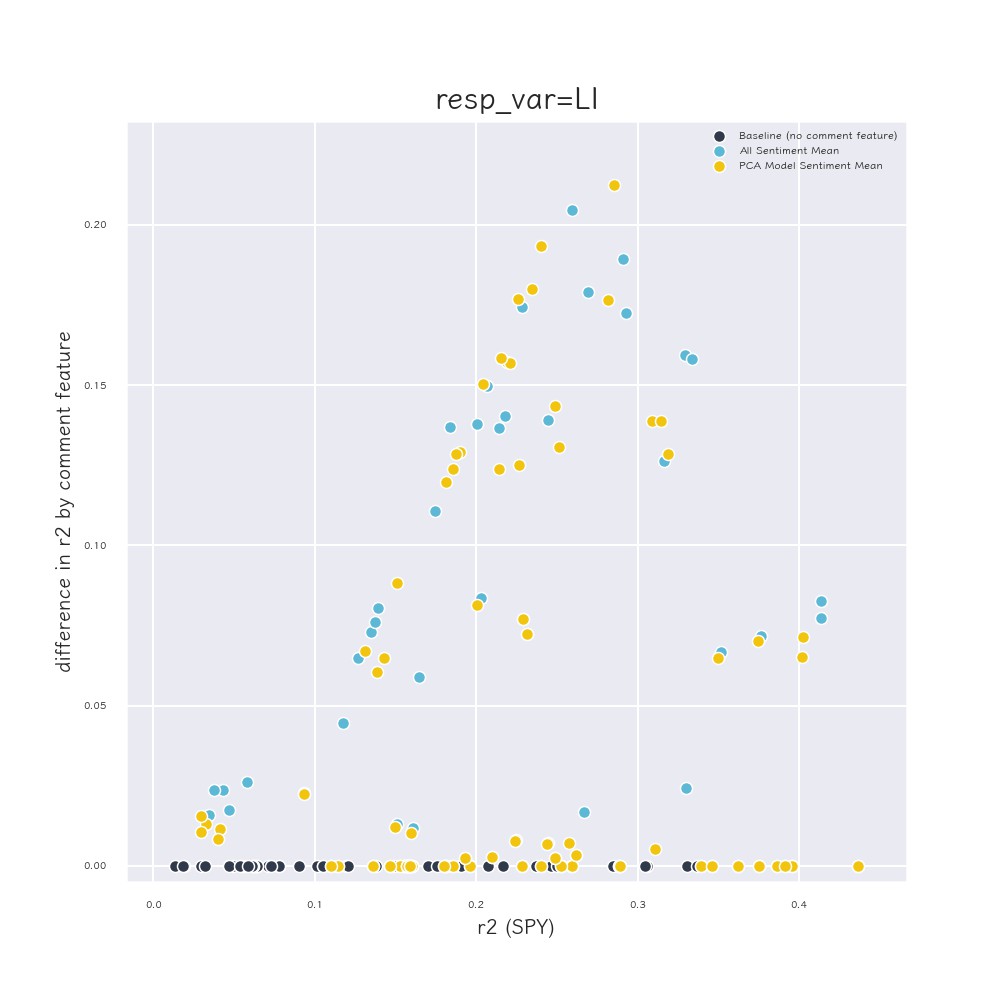 resp_var=LI
Baseline (no comment feature)
All Sentiment Mean
PCA Model Sentiment Mean
difference in r2 by comment feature
0.20
0.15
0.10
0.05
0.00
0.0 0.1 0.2 0.3 0.4
r2 (SPY)